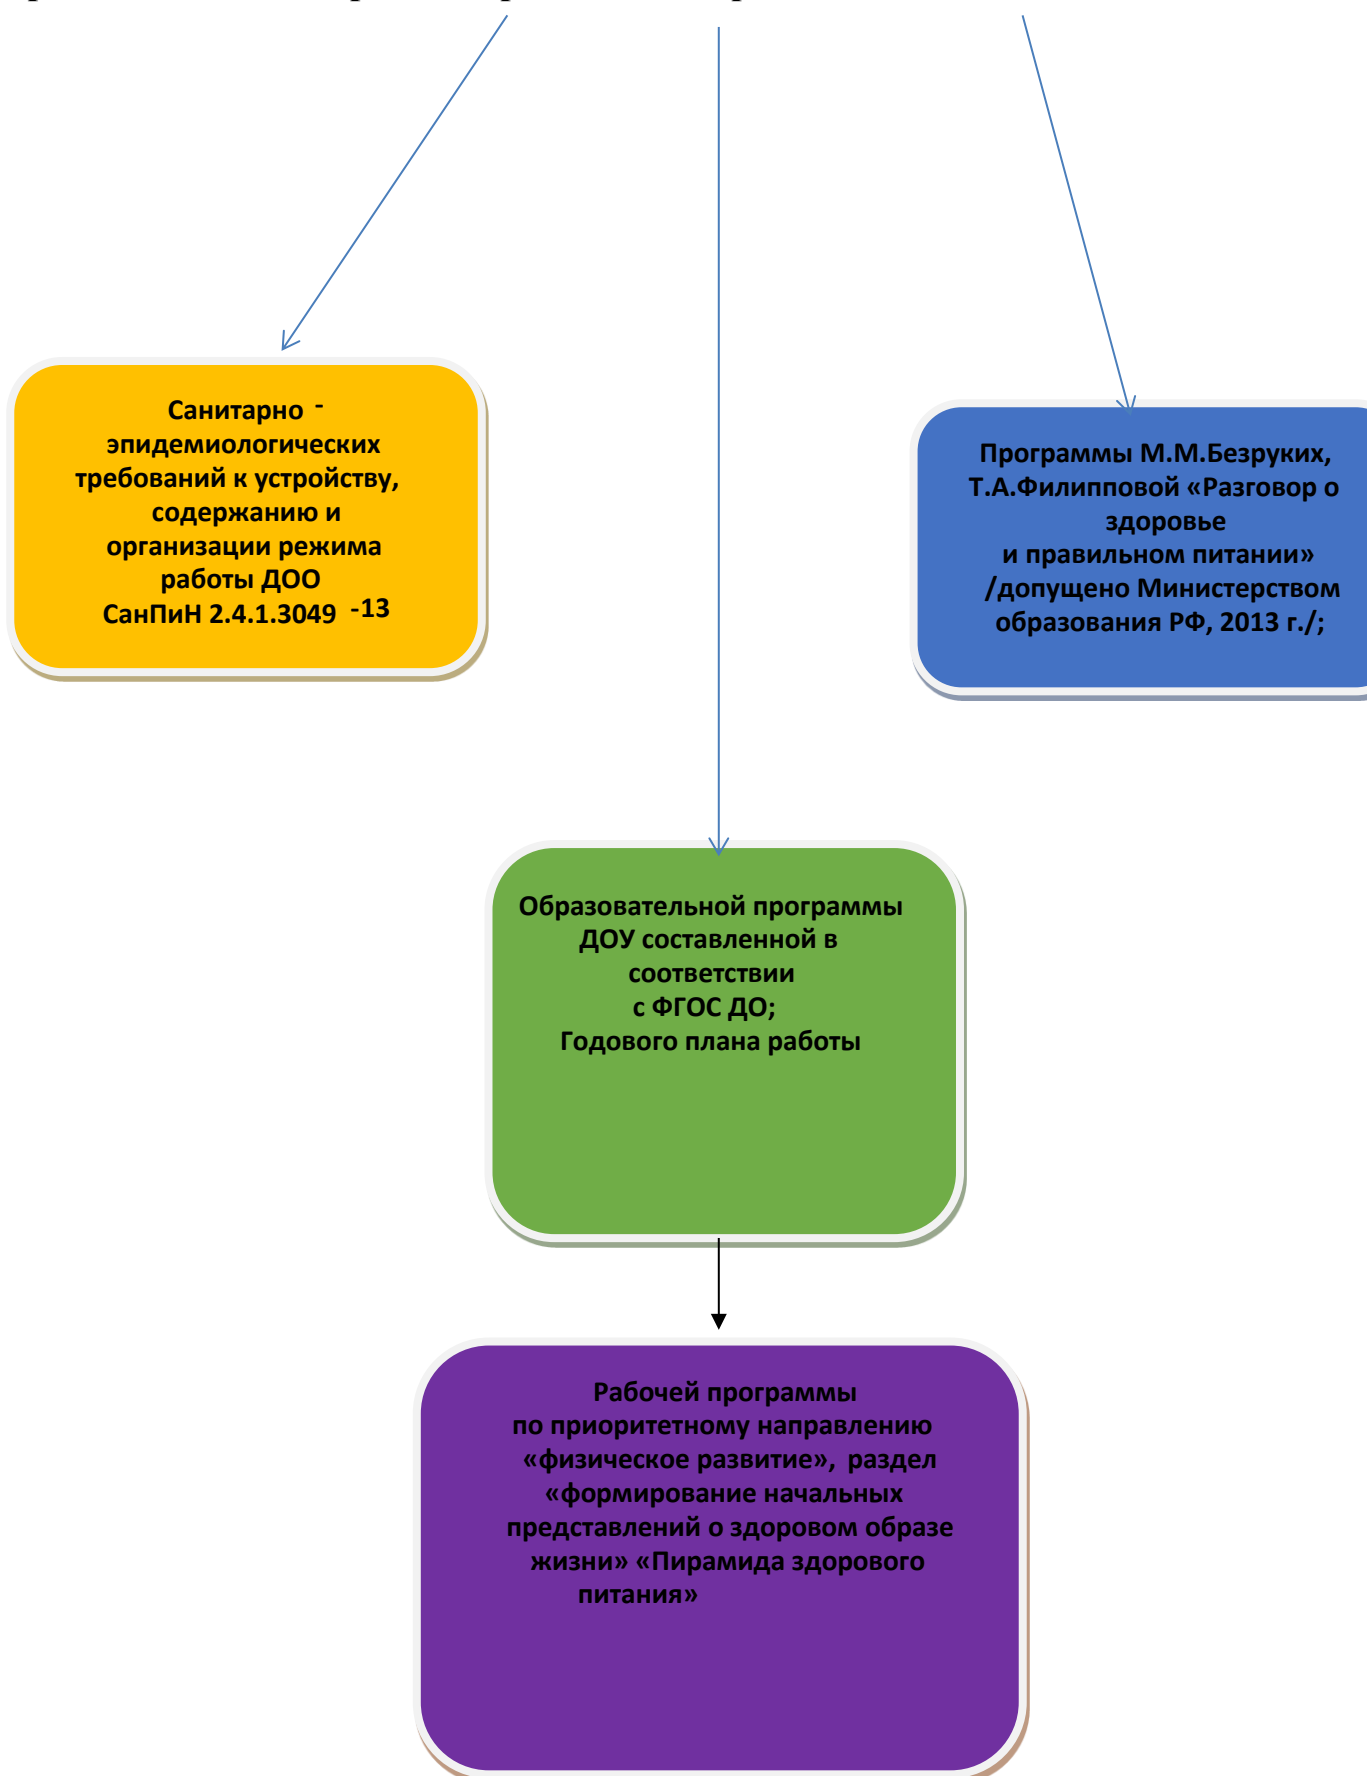 Санитарно -
эпидемиологических
требований к устройству,
содержанию и
организации режима
работы ДОО
СанПиН 2.4.1.3049 -13
Программы М.М.Безруких,
Т.А.Филипповой «Разговор о
здоровье
и правильном питании»
/допущено Министерством
образования РФ, 2013 г./;
Образовательной программы
ДОУ составленной в
соответствии
с ФГОС ДО;
Годового плана работы
Рабочей программы
по приоритетному направлению
«физическое развитие», раздел
«формирование начальных
представлений о здоровом образе
жизни» «Пирамида здорового
питания»